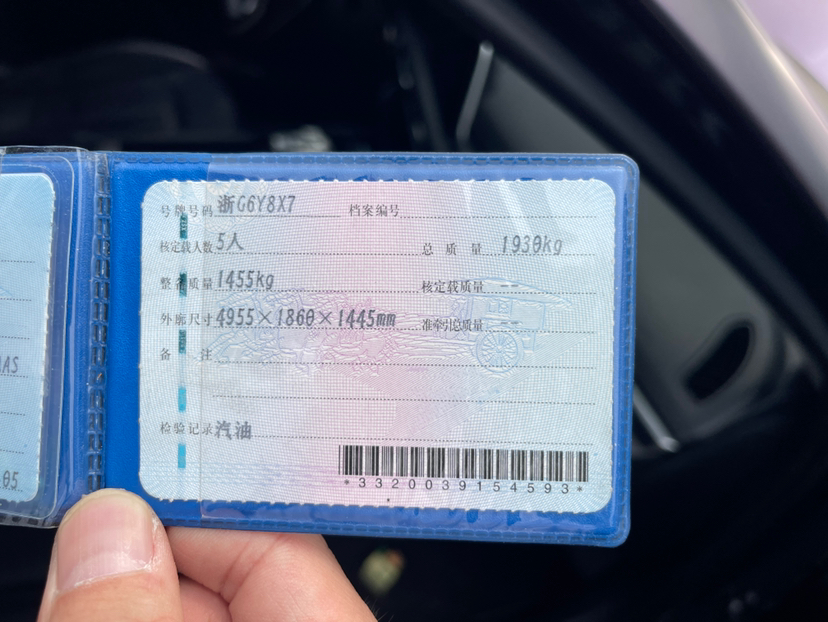 号牌号码 浙G6Y8X7 档案编号
核定载人数 5人 总质量 1930kg
整备质量 1455kg 核定载质量 --
外廓尺寸 4955×1860×1445mm 准牵引总质量 --
备注
检验记录 汽油
*3320039154593*
AS
05